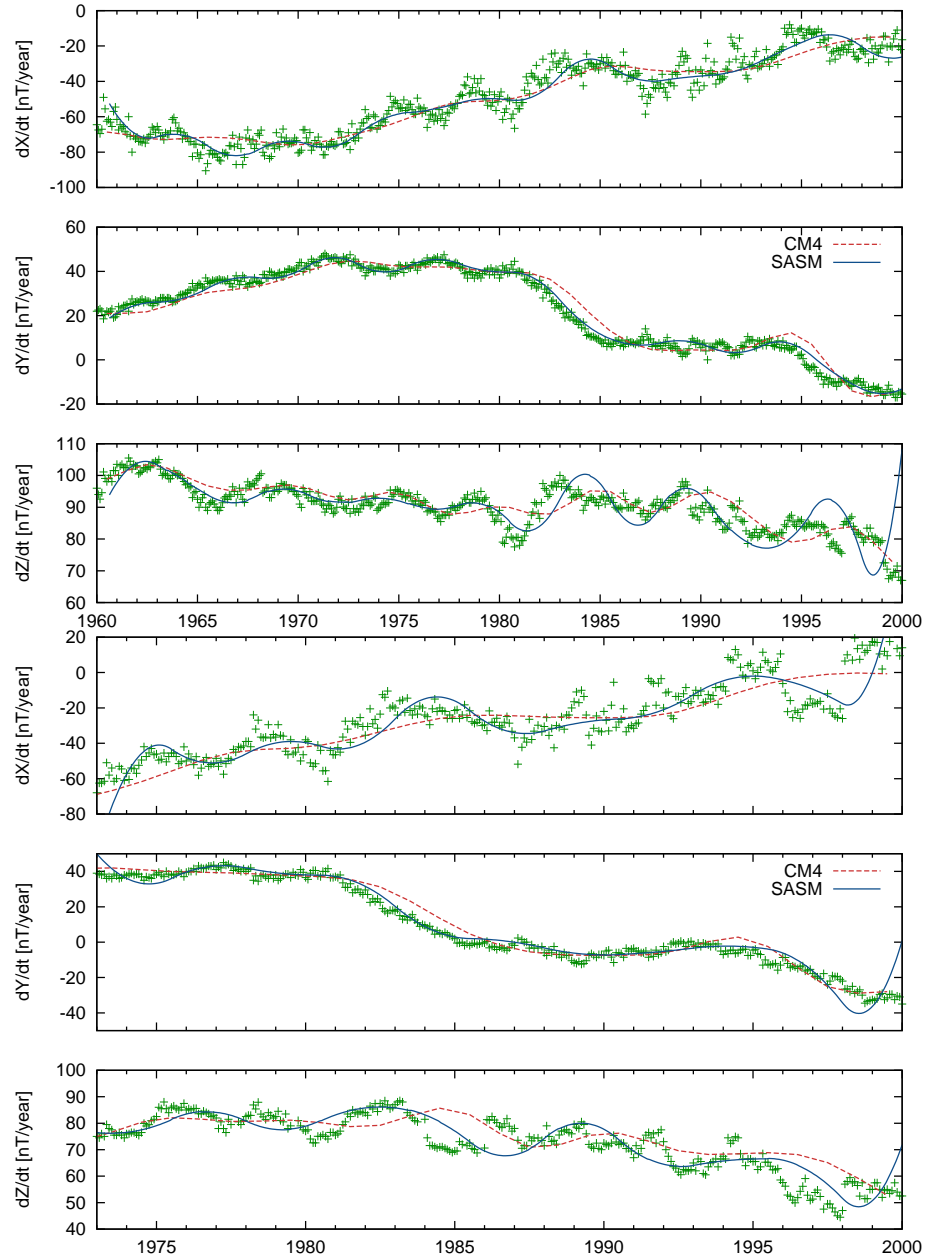 0
-20
-40
-60
-80
-100
dX/dt [nT/year]
60
40
20
0
-20
dY/dt [nT/year]
CM4
SASM
110
100
90
80
70
60
dZ/dt [nT/year]
1960 1965 1970 1975 1980 1985 1990 1995 2000
20
0
-20
-40
-60
-80
dX/dt [nT/year]
40
20
0
-20
-40
dY/dt [nT/year]
CM4
SASM
100
90
80
70
60
50
40
dZ/dt [nT/year]
1975 1980 1985 1990 1995 2000